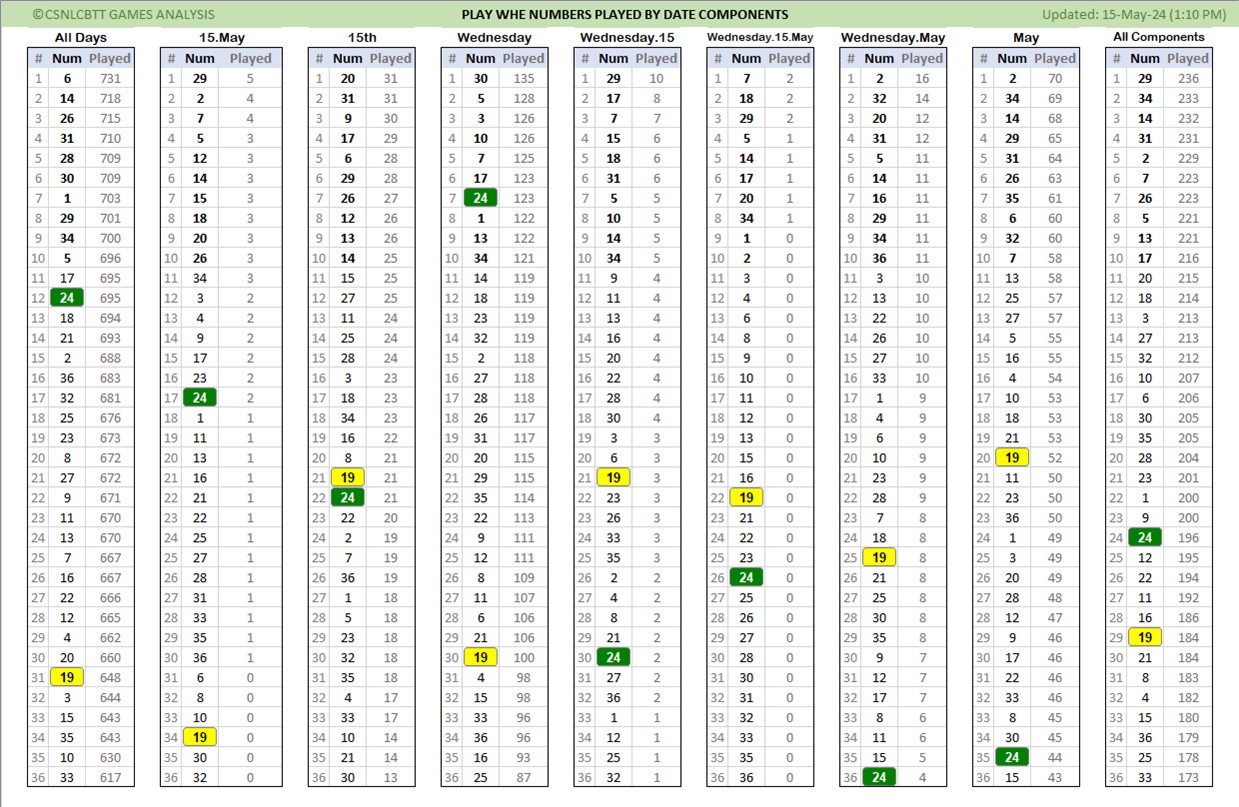 ©CSNLCBTT GAMES ANALYSIS PLAY WHE NUMBERS PLAYED BY DATE COMPONENTS Updated: 15-May-24 (1:10 PM)
All Days 15.May 15th Wednesday Wednesday.15 Wednesday.15.May Wednesday.May May All Components
# Num Played # Num Played # Num Played # Num Played # Num Played # Num Played # Num Played # Num Played # Num Played
1 6 731 1 29 5 1 20 31 1 30 135 1 29 10 1 7 2 1 2 16 1 2 70 1 29 236
2 14 718 2 2 4 2 31 31 2 5 128 2 17 8 2 18 2 2 32 14 2 34 69 2 34 233
3 26 715 3 7 4 3 9 30 3 3 126 3 7 7 3 29 2 3 20 12 3 14 68 3 14 232
4 31 710 4 5 3 4 17 29 4 10 126 4 15 6 4 5 1 4 31 12 4 29 65 4 31 231
5 28 709 5 12 3 5 6 28 5 7 125 5 18 6 5 14 1 5 5 11 5 31 64 5 2 229
6 30 709 6 14 3 6 29 28 6 17 123 6 31 6 6 17 1 6 14 11 6 26 63 6 7 223
7 1 703 7 15 3 7 26 27 7 24 123 7 5 5 7 20 1 7 16 11 7 35 61 7 26 223
8 29 701 8 18 3 8 12 26 8 1 122 8 10 5 8 34 1 8 29 11 8 6 60 8 5 221
9 34 700 9 20 3 9 13 26 9 13 122 9 14 5 9 1 0 9 34 11 9 32 60 9 13 221
10 5 696 10 26 3 10 14 25 10 34 121 10 34 5 10 2 0 10 36 11 10 7 58 10 17 216
11 17 695 11 34 3 11 15 25 11 14 119 11 9 4 11 3 0 11 3 10 11 13 58 11 20 215
12 24 695 12 3 2 12 27 25 12 18 119 12 11 4 12 4 0 12 13 10 12 25 57 12 18 214
13 18 694 13 4 2 13 11 24 13 23 119 13 13 4 13 6 0 13 22 10 13 27 57 13 3 213
14 21 693 14 9 2 14 25 24 14 32 119 14 16 4 14 8 0 14 26 10 14 5 55 14 27 213
15 2 688 15 17 2 15 28 24 15 2 118 15 20 4 15 9 0 15 27 10 15 16 55 15 32 212
16 36 683 16 23 2 16 3 23 16 27 118 16 22 4 16 10 0 16 33 10 16 4 54 16 10 207
17 32 681 17 24 2 17 18 23 17 28 118 17 28 4 17 11 0 17 1 9 17 10 53 17 6 206
18 25 676 18 1 1 18 34 23 18 26 117 18 30 4 18 12 0 18 4 9 18 18 53 18 30 205
19 23 673 19 11 1 19 16 22 19 31 117 19 3 3 19 13 0 19 6 9 19 21 53 19 35 205
20 8 672 20 13 1 20 8 21 20 20 115 20 6 3 20 15 0 20 10 9 20 19 52 20 28 204
21 27 672 21 16 1 21 19 21 21 29 115 21 19 3 21 16 0 21 23 9 21 11 50 21 23 201
22 9 671 22 21 1 22 24 21 22 35 114 22 23 3 22 19 0 22 28 9 22 23 50 22 1 200
23 11 670 23 22 1 23 22 20 23 22 113 23 26 3 23 21 0 23 7 8 23 36 50 23 9 200
24 13 670 24 25 1 24 2 19 24 9 111 24 33 3 24 22 0 24 18 8 24 1 49 24 24 196
25 7 667 25 27 1 25 7 19 25 12 111 25 35 3 25 23 0 25 19 8 25 3 49 25 12 195
26 16 667 26 28 1 26 36 19 26 8 109 26 2 2 26 24 0 26 21 8 26 20 49 26 22 194
27 22 666 27 31 1 27 1 18 27 11 107 27 4 2 27 25 0 27 25 8 27 28 48 27 11 192
28 12 665 28 33 1 28 5 18 28 6 106 28 8 2 28 26 0 28 30 8 28 12 47 28 16 186
29 4 662 29 35 1 29 23 18 29 21 106 29 21 2 29 27 0 29 35 8 29 9 46 29 19 184
30 20 660 30 36 1 30 32 18 30 19 100 30 24 2 30 28 0 30 9 7 30 17 46 30 21 184
31 19 648 31 6 0 31 35 18 31 4 98 31 27 2 31 30 0 31 12 7 31 22 46 31 8 183
32 3 644 32 8 0 32 4 17 32 15 98 32 36 2 32 31 0 32 17 7 32 33 46 32 4 182
33 15 643 33 10 0 33 33 17 33 33 96 33 1 1 33 32 0 33 8 6 33 8 45 33 15 180
34 35 643 34 19 0 34 10 14 34 36 96 34 12 1 34 33 0 34 11 6 34 30 45 34 36 179
35 10 630 35 30 0 35 21 14 35 16 93 35 25 1 35 35 0 35 15 5 35 24 44 35 25 178
36 33 617 36 32 0 36 30 13 36 25 87 36 32 1 36 36 0 36 24 4 36 15 43 36 33 173